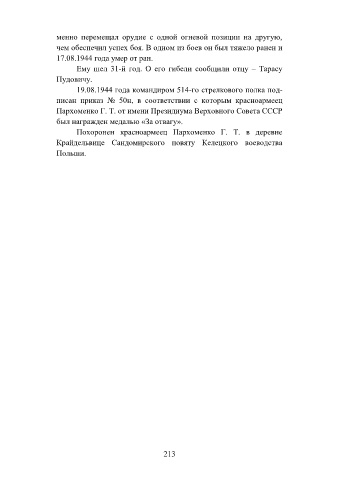 менно перемещал орудие с одной огневой позиции на другую,
чем обеспечил успех боя. В одном из боев он был тяжело ранен и
17.08.1944 года умер от ран.
Ему шел 31-й год. О его гибели сообщили отцу – Тарасу
Пудовичу.
19.08.1944 года командиром 514-го стрелкового полка под-
писан приказ № 50н, в соответствии с которым красноармеец
Пархоменко Г. Т. от имени Президиума Верховного Совета СССР
был награжден медалью «За отвагу».
Похоронен красноармеец Пархоменко Г. Т. в деревне
Крайдельвице Сандомирского повяту Келецкого воеводства
Польши.
213